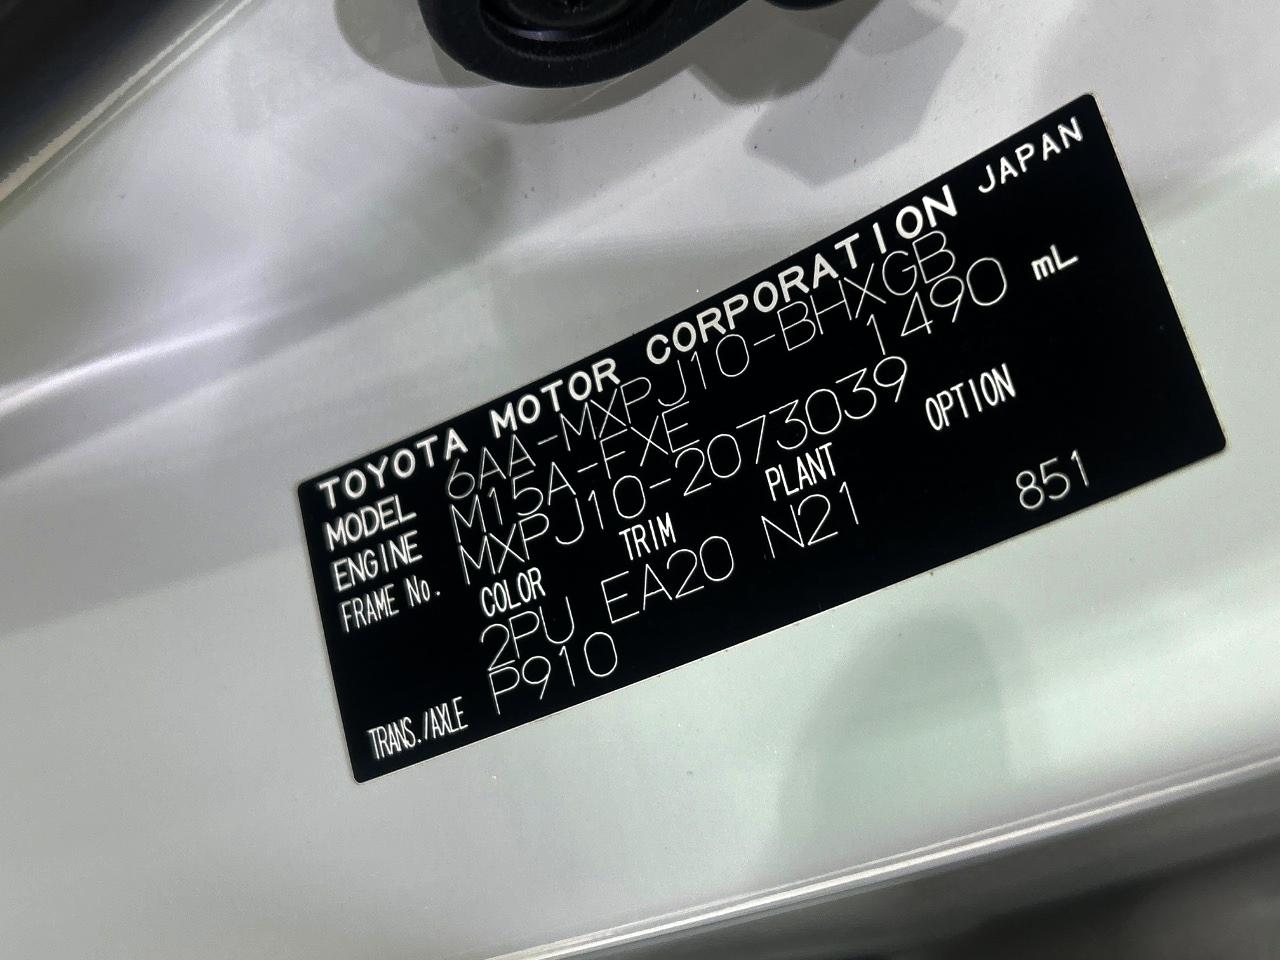 TOYOTA MOTOR CORPORATION JAPAN
MODEL 6AA-MXPJ10-BHXGB
ENGINE M15A-FXE 1490 mL
FRAME No. MXPJ10-2073039
COLOR TRIM PLANT OPTION
2PU EA20 N21 851
TRANS./AXLE P910